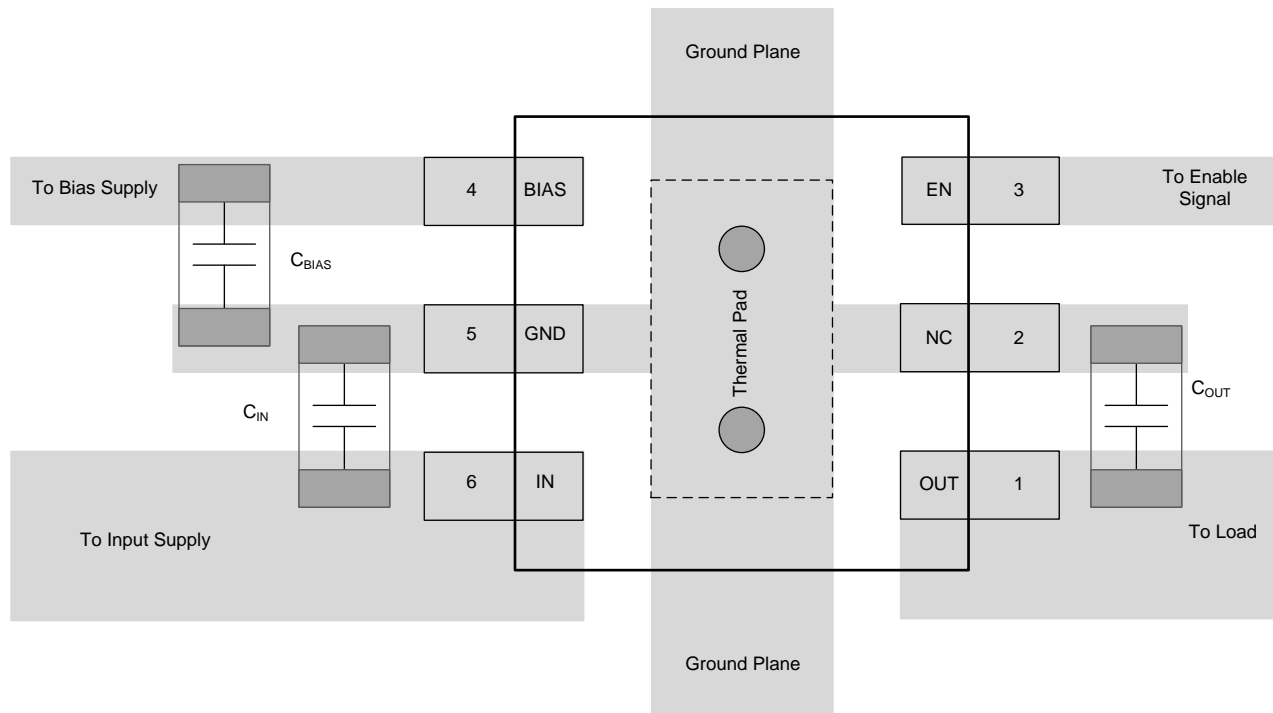 Ground Plane
To Bias Supply
4
BIAS
EN
3
To Enable
Signal
CBIAS
Thermal Pad
5
GND
NC
2
CIN
COUT
6
IN
OUT
1
To Input Supply
To Load
Ground Plane